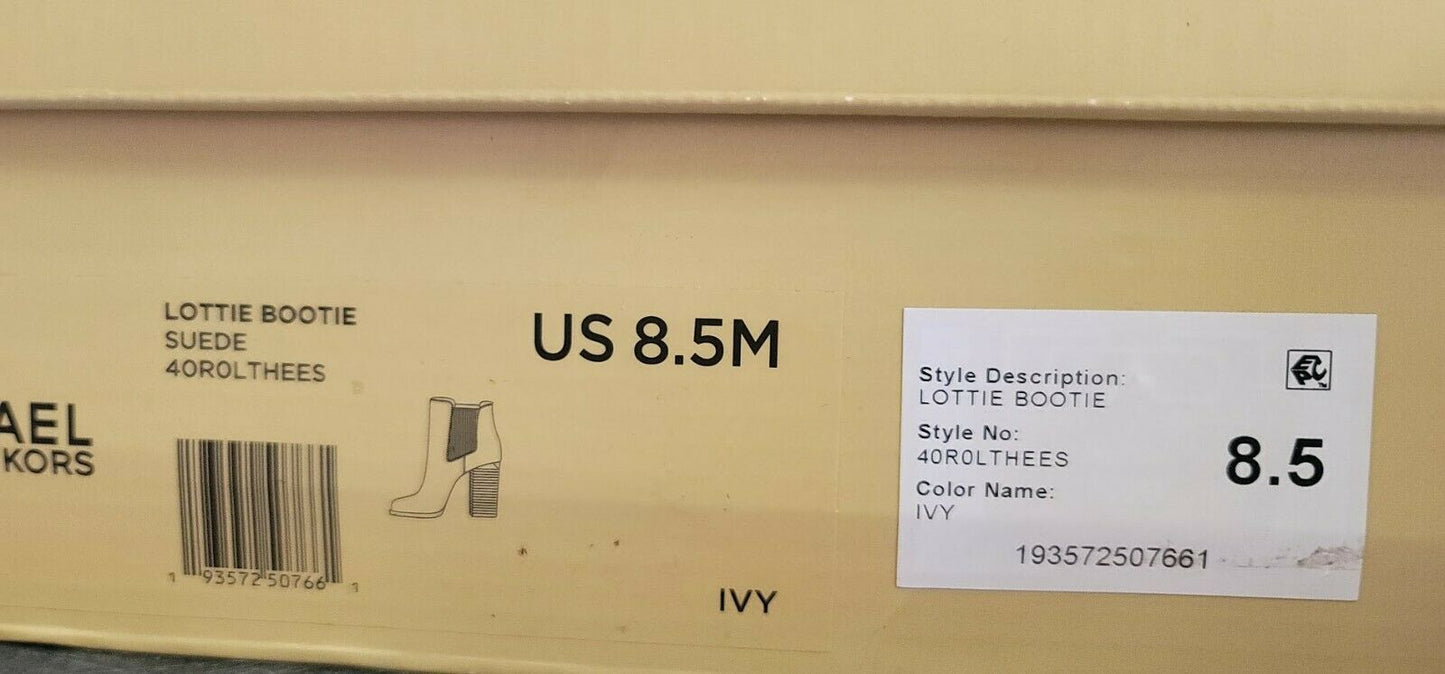 LOTTIE BOOTIE
SUEDE
40R0LTHEES
AEL
KORS
1 93572 50766 1
US 8.5M
IVY
Style Description:
LOTTIE BOOTIE
Style No:
40R0LTHEES
Color Name:
IVY
8.5
193572507661